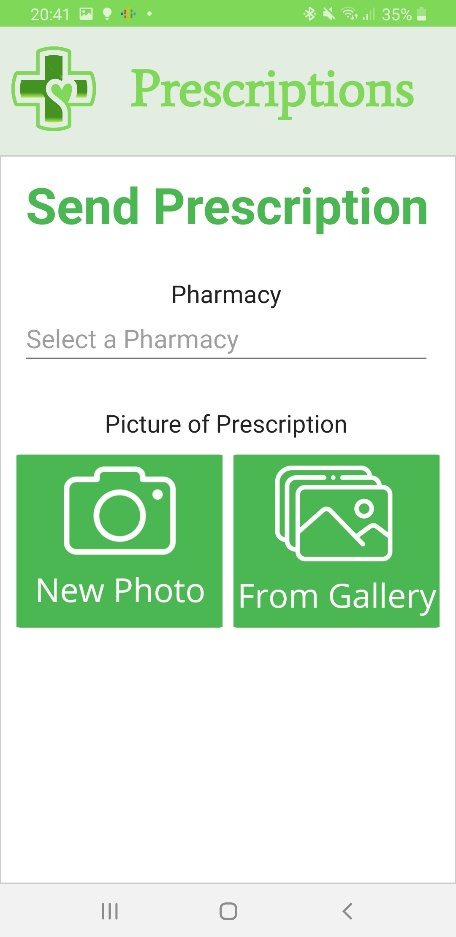 20:41 35%
Prescriptions
Send Prescription
Pharmacy
Select a Pharmacy
Picture of Prescription
New Photo From Gallery